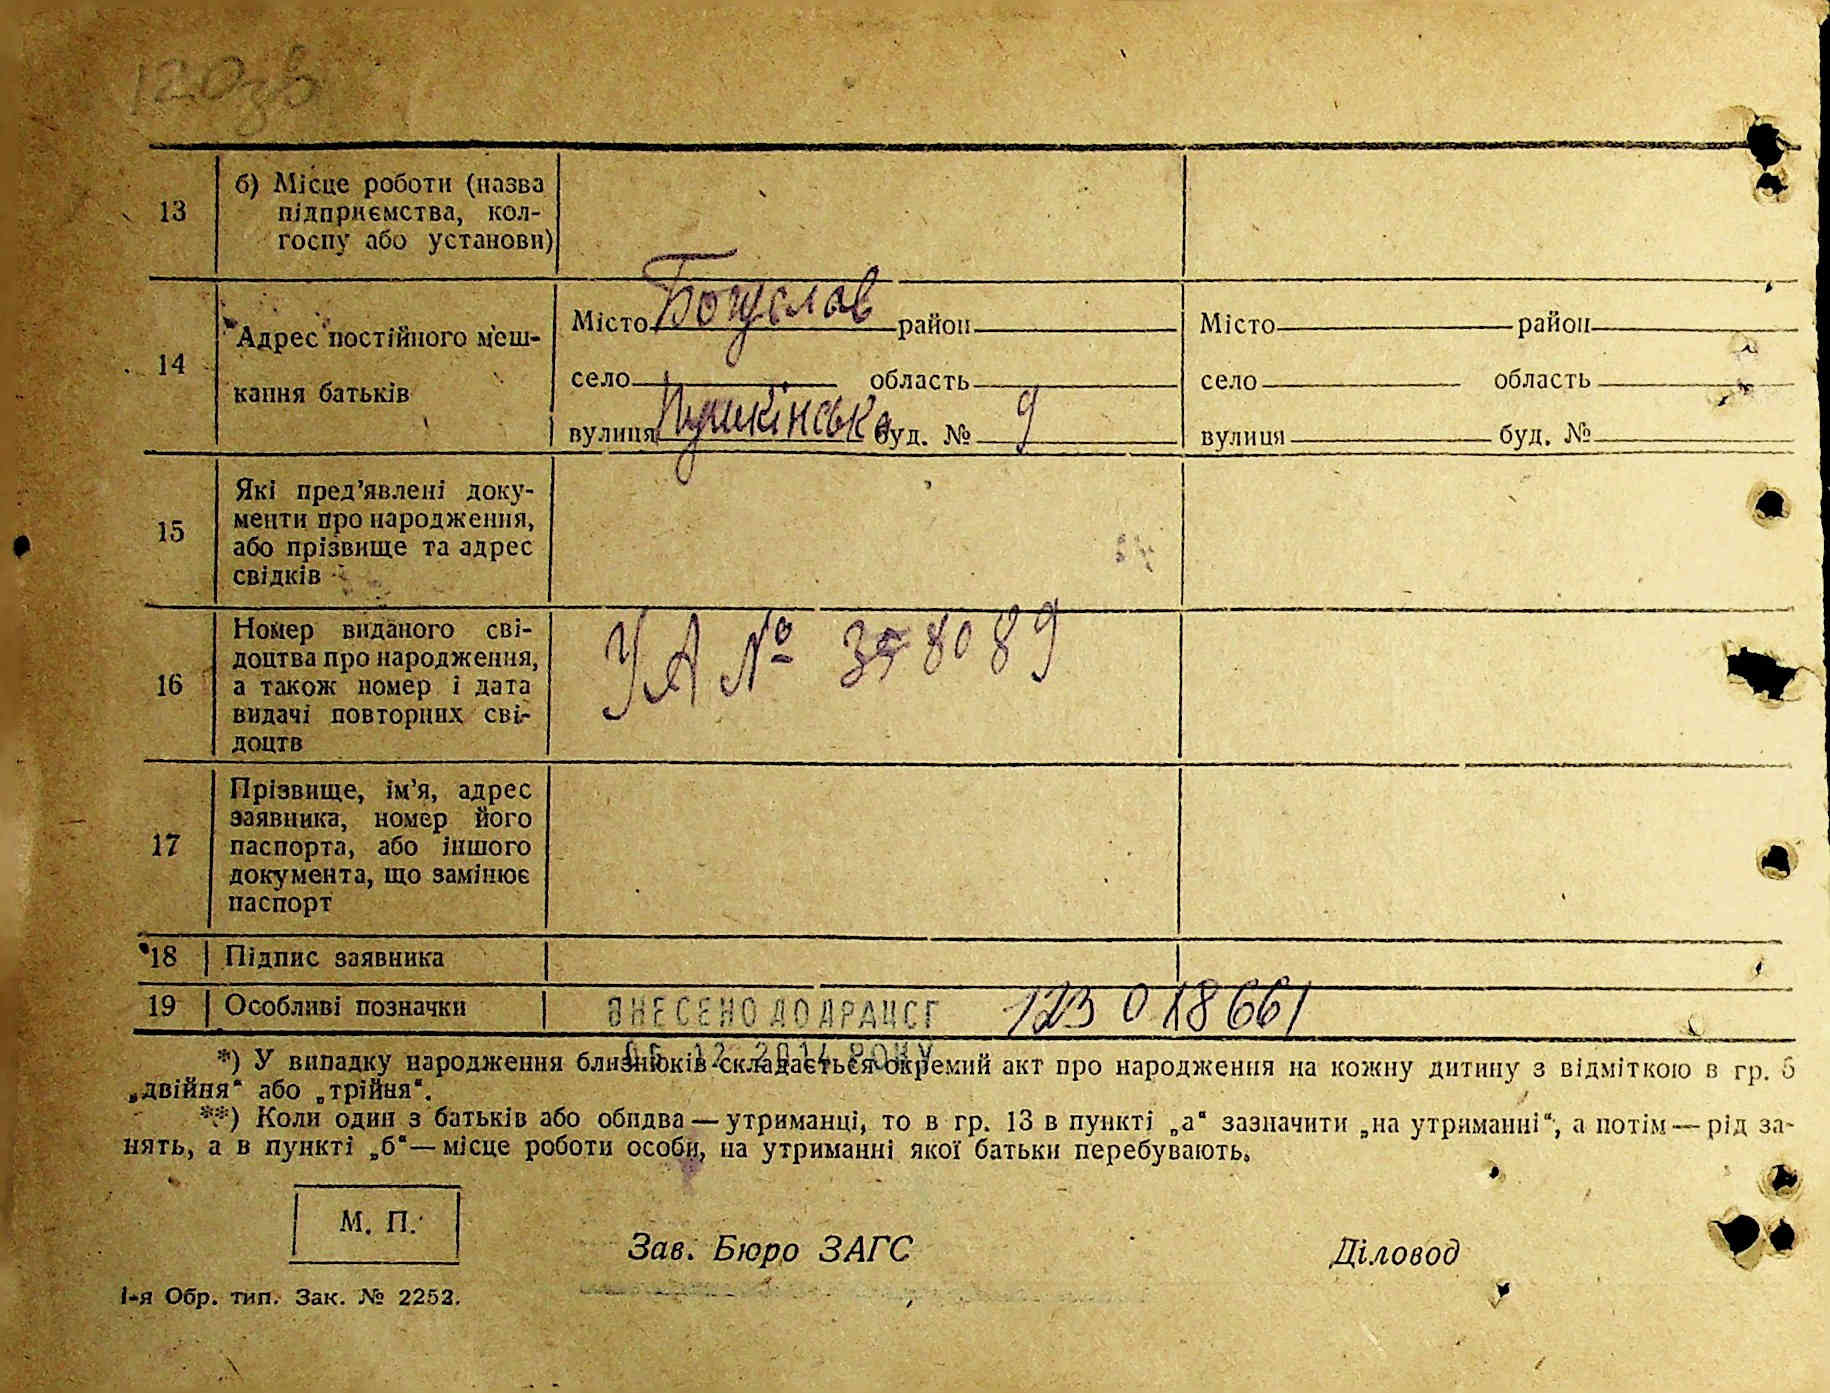 120зв
13 б) Місце роботи (назва
підприємства, кол-
госпу або установи)
14 Адрес постійного меш-
кання батьків
Місто Богуслав район Місто район
село область село область
вулиця Пушкінська буд. № 9 вулиця буд. №
15 Які пред'явлені доку-
менти про народження,
або прізвище та адрес
свідків
16 Номер виданого сві-
доцтва про народження,
а також номер і дата
видачі повторних сві-
доцтв
УА № 358089
17 Прізвище, ім'я, адрес
заявника, номер його
паспорта, або іншого
документа, що замінює
паспорт
18 Підпис заявника
19 Особливі позначки ВНЕСЕНО ДО ДРАЦСГ 123 0 18661
2014 РОКУ
*) У випадку народження близнюків складається окремий акт про народження на кожну дитину з відміткою в гр. 5
„двійня“ або „трійня“.
**) Коли один з батьків або обидва — утриманці, то в гр. 13 в пункті „а“ зазначити „на утриманні“, а потім — рід за-
нять, а в пункті „б“ — місце роботи особи, на утриманні якої батьки перебувають.
М. П.
Зав. Бюро ЗАГС Діловод
1-я Обр. тип. Зак. № 2252.